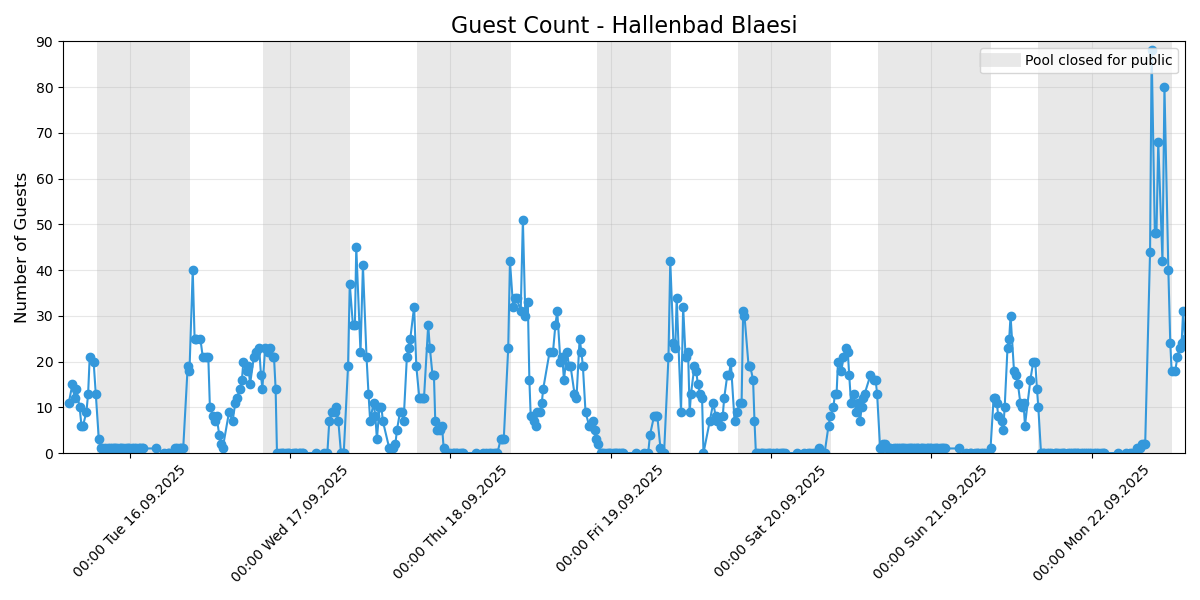 Guest Count - Hallenbad Blaesi
Pool closed for public
Number of Guests
90
80
70
60
50
40
30
20
10
0
00:00 Tue 16.09.2025
00:00 Wed 17.09.2025
00:00 Thu 18.09.2025
00:00 Fri 19.09.2025
00:00 Sat 20.09.2025
00:00 Sun 21.09.2025
00:00 Mon 22.09.2025